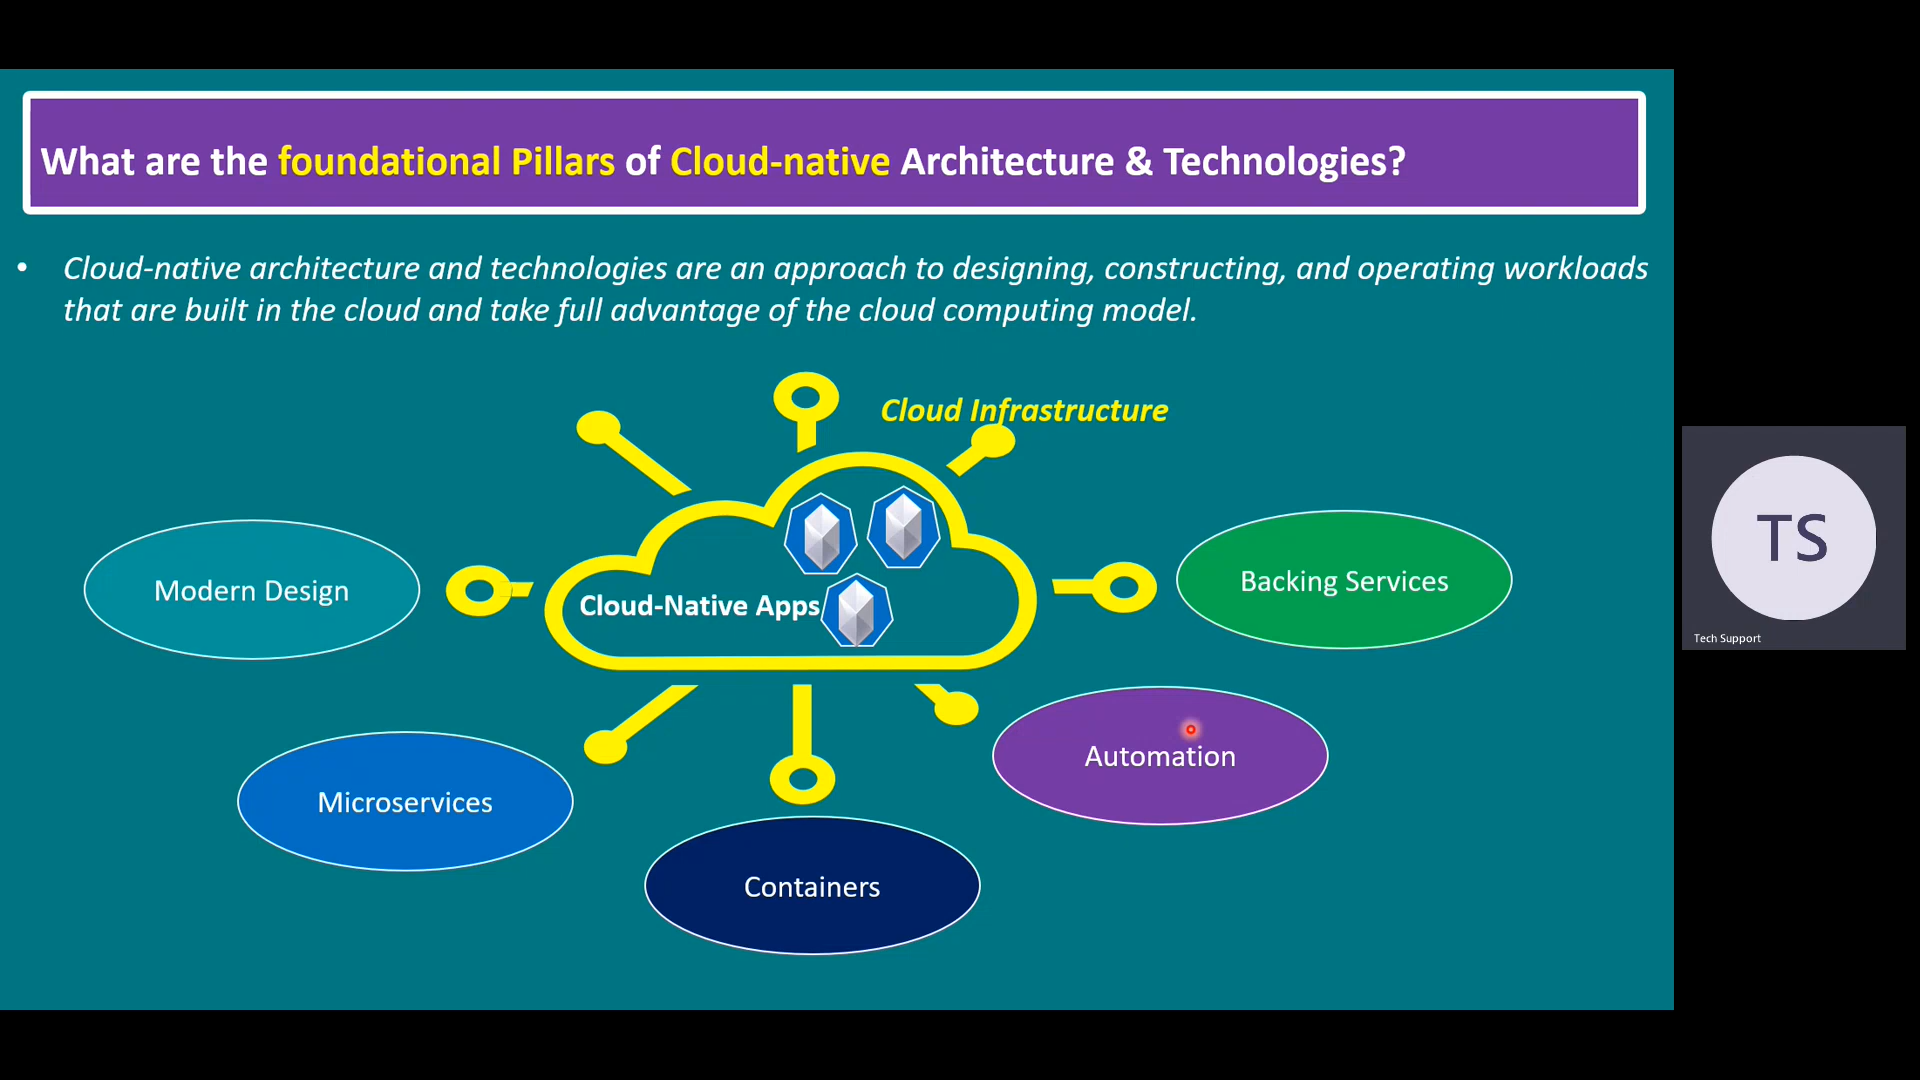 What are the foundational Pillars of Cloud-native Architecture & Technologies?
• Cloud-native architecture and technologies are an approach to designing, constructing, and operating workloads
that are built in the cloud and take full advantage of the cloud computing model.
Cloud Infrastructure
Modern Design
Cloud-Native Apps
Backing Services
Microservices
Automation
Containers
TS
Tech Support